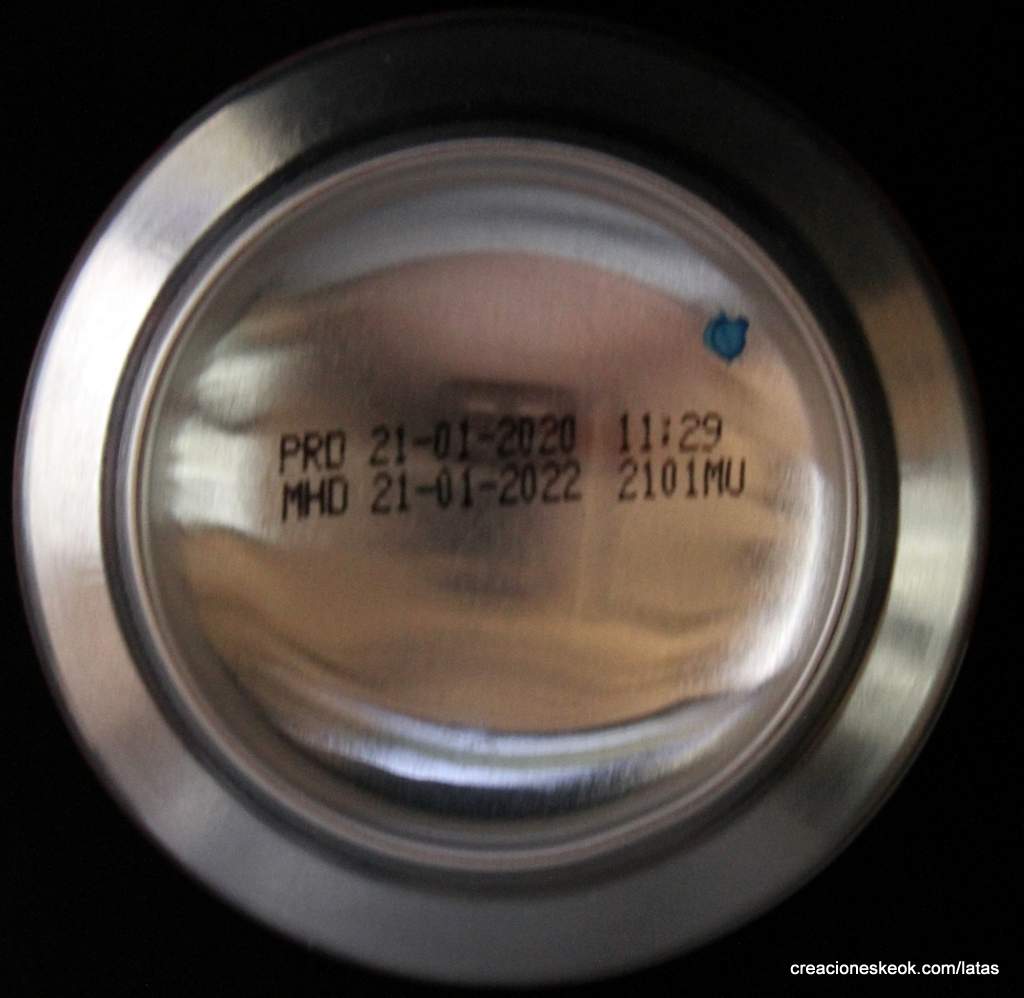 PRD 21-01-2020 11:29
MHD 21-01-2022 2101MU
creacioneskeok.com/latas